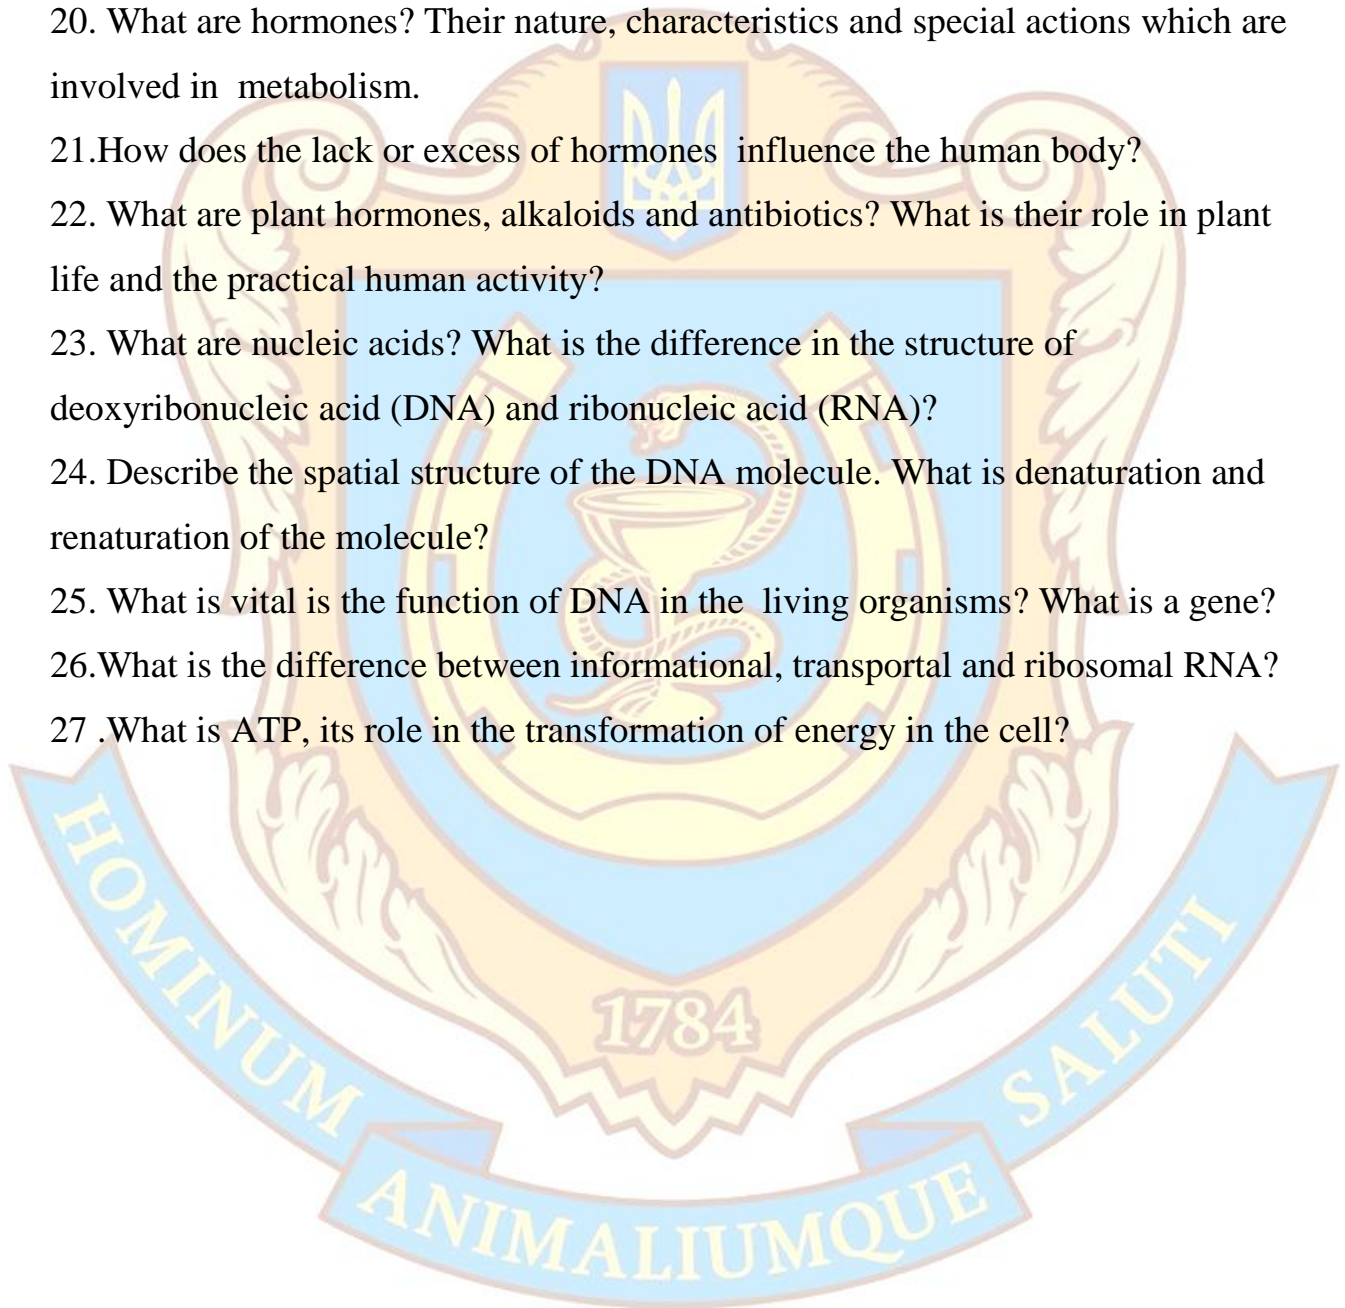 20. What are hormones? Their nature, characteristics and special actions which are
involved in  metabolism.
21.How does the lack or excess of hormones  influence the human body?
22. What are plant hormones, alkaloids and antibiotics? What is their role in plant
life and the practical human activity?
23. What are nucleic acids? What is the difference in the structure of
deoxyribonucleic acid (DNA) and ribonucleic acid (RNA)?
24. Describe the spatial structure of the DNA molecule. What is denaturation and
renaturation of the molecule?
25. What is vital is the function of DNA in the  living organisms? What is a gene?
26.What is the difference between informational, transportal and ribosomal RNA?
27 .What is ATP, its role in the transformation of energy in the cell?
1784
HOMINUM
ANIMALIUMQUE
SALUTI